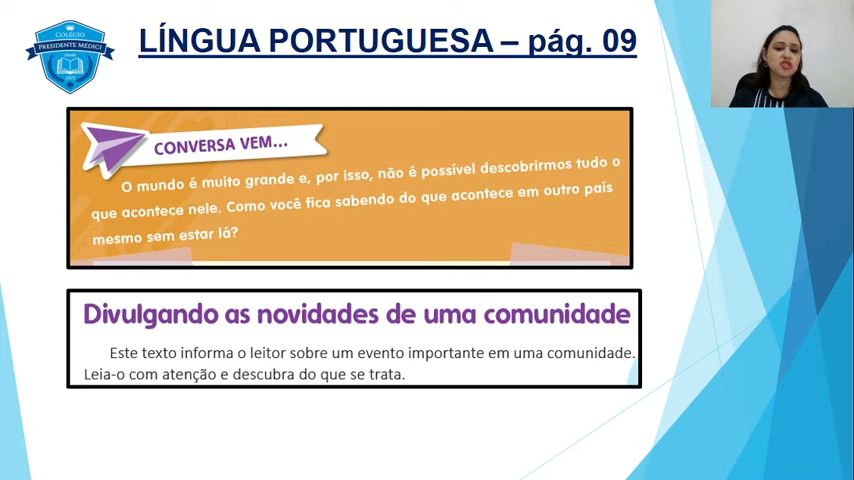 COLÉGIO
PRESIDENTE MÉDICI
LÍNGUA PORTUGUESA – pág. 09
CONVERSA VEM...
O mundo é muito grande e, por isso, não é possível descobrirmos tudo o
que acontece nele. Como você fica sabendo do que acontece em outro país
mesmo sem estar lá?
Divulgando as novidades de uma comunidade
Este texto informa o leitor sobre um evento importante em uma comunidade.
Leia-o com atenção e descubra do que se trata.